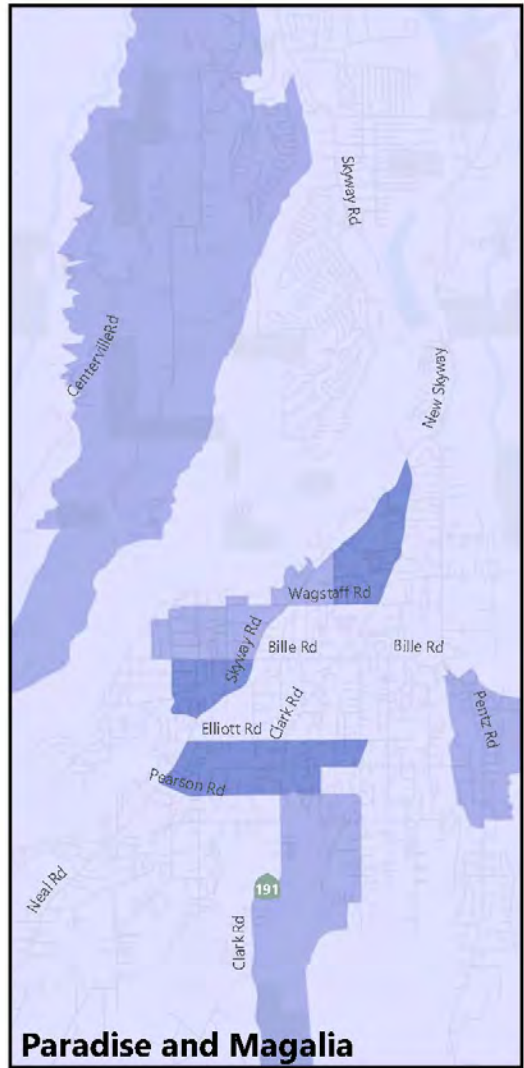 Skyway Rd
CentervilleRd
New Skyway
Wagstaff Rd
Skyway Rd
Bille Rd
Bille Rd
Clark Rd
Elliott Rd
Pentz Rd
Pearson Rd
Neal Rd
191
Clark Rd
Paradise and Magalia